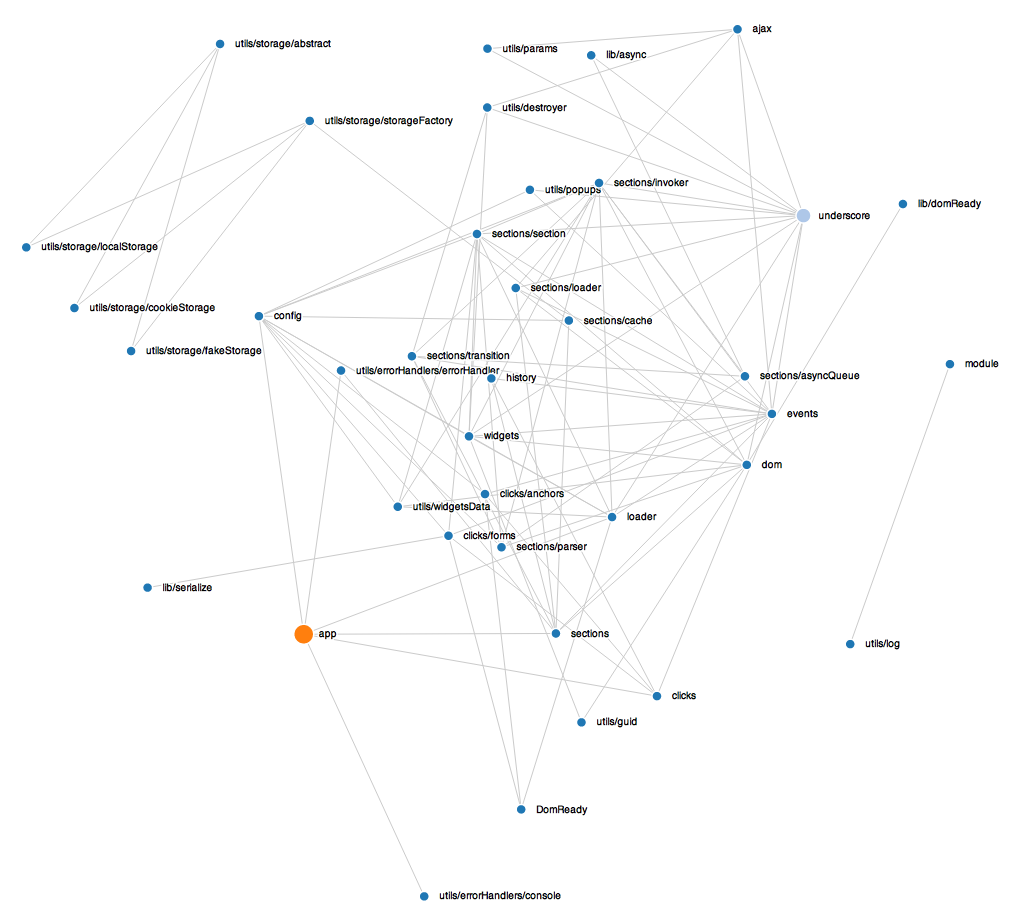 ajax
utils/storage/abstract
utils/params
lib/async
utils/destroyer
utils/storage/storageFactory
sections/invoker
utils/popups
lib/domReady
underscore
sections/section
utils/storage/localStorage
sections/loader
utils/storage/cookieStorage
config
sections/cache
utils/storage/fakeStorage
sections/transition
module
utils/errorHandlers/errorHandler
history
sections/asyncQueue
events
widgets
dom
clicks/anchors
utils/widgetsData
loader
clicks/forms
sections/parser
lib/serialize
app
sections
utils/log
clicks
utils/guid
DomReady
utils/errorHandlers/console